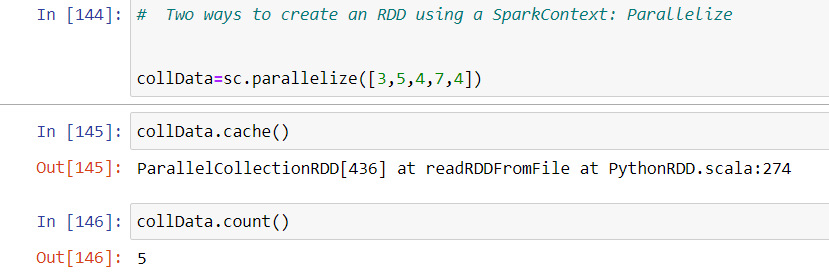 In [144]: #  Two ways to create an RDD using a SparkContext: Parallelize
collData=sc.parallelize([3,5,4,7,4])
In [145]: collData.cache()
Out[145]: ParallelCollectionRDD[436] at readRDDFromFile at PythonRDD.scala:274
In [146]: collData.count()
Out[146]: 5